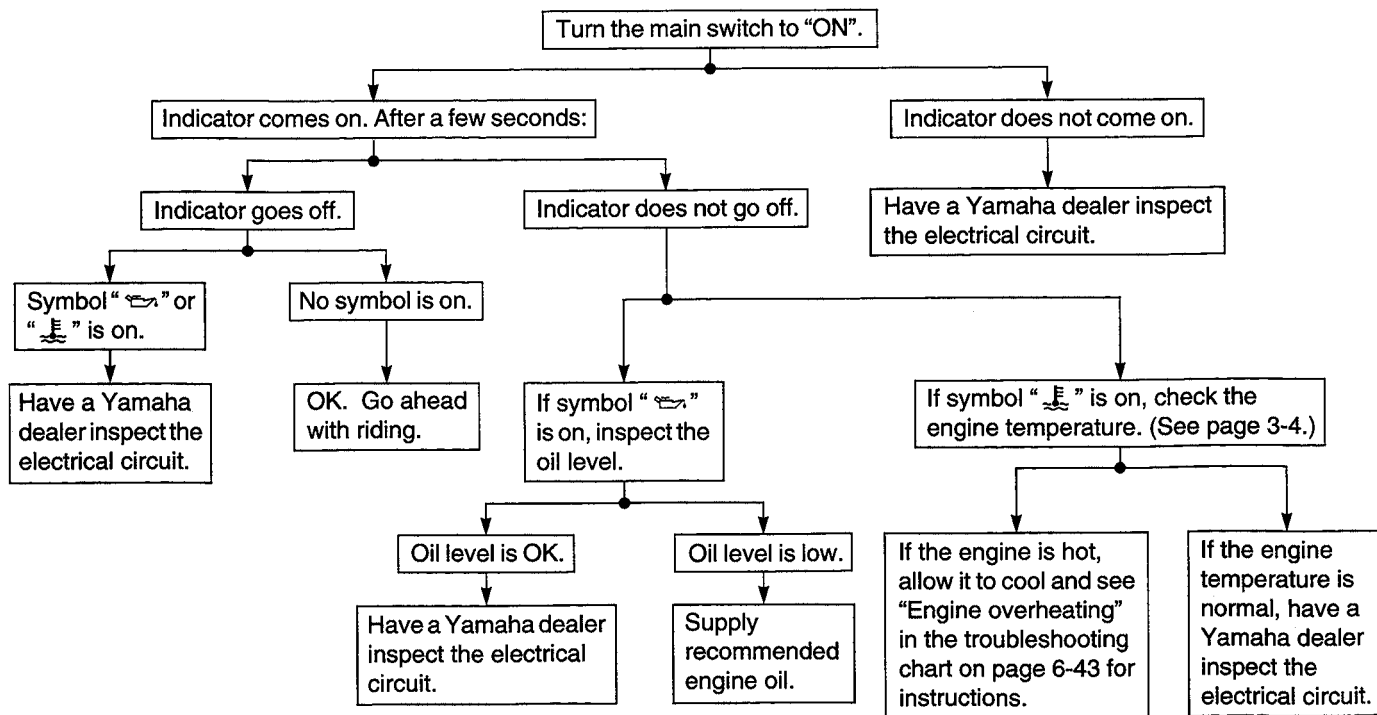 Turn the main switch to “ON”.
Indicator comes on. After a few seconds:
Indicator does not come on.
Indicator goes off.
Indicator does not go off.
Have a Yamaha dealer inspect
the electrical circuit.
Symbol “ ” or
“ ” is on.
No symbol is on.
Have a Yamaha
dealer inspect the
electrical circuit.
OK. Go ahead
with riding.
If symbol “ ”
is on, inspect the
oil level.
If symbol “ ” is on, check the
engine temperature. (See page 3-4.)
Oil level is OK.
Oil level is low.
Have a Yamaha dealer
inspect the electrical
circuit.
Supply
recommended
engine oil.
If the engine is hot,
allow it to cool and see
“Engine overheating”
in the troubleshooting
chart on page 6-43 for
instructions.
If the engine
temperature is
normal, have a
Yamaha dealer
inspect the
electrical circuit.